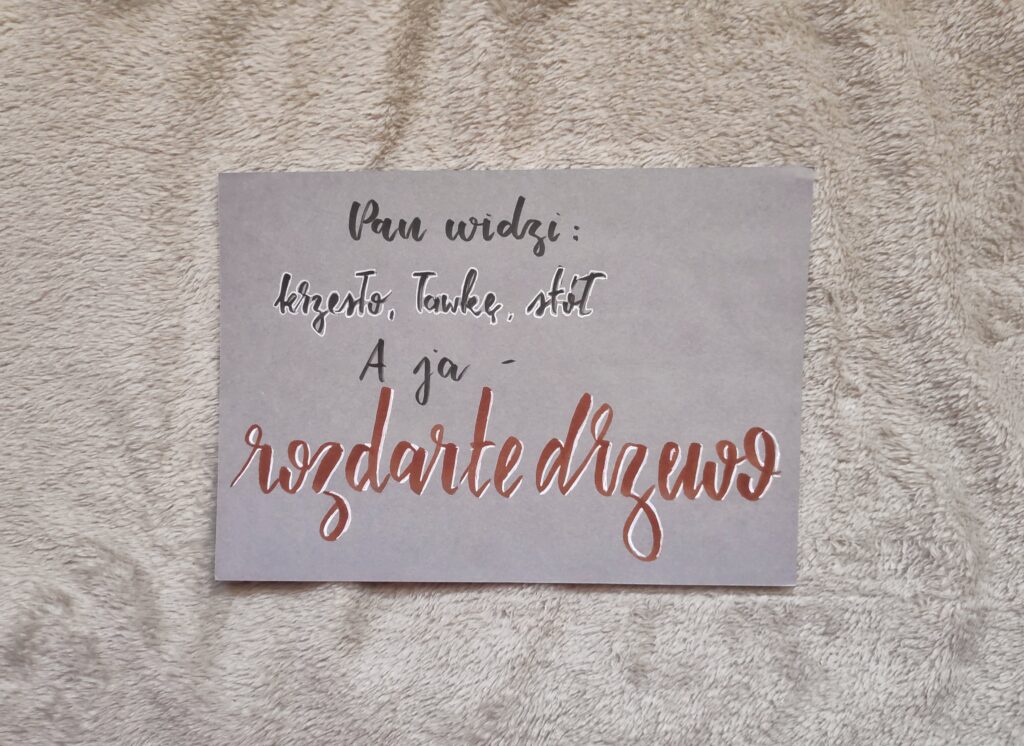 Pan widzi:
krzesło, ławkę, stół
A ja -
rozdarte drzewo